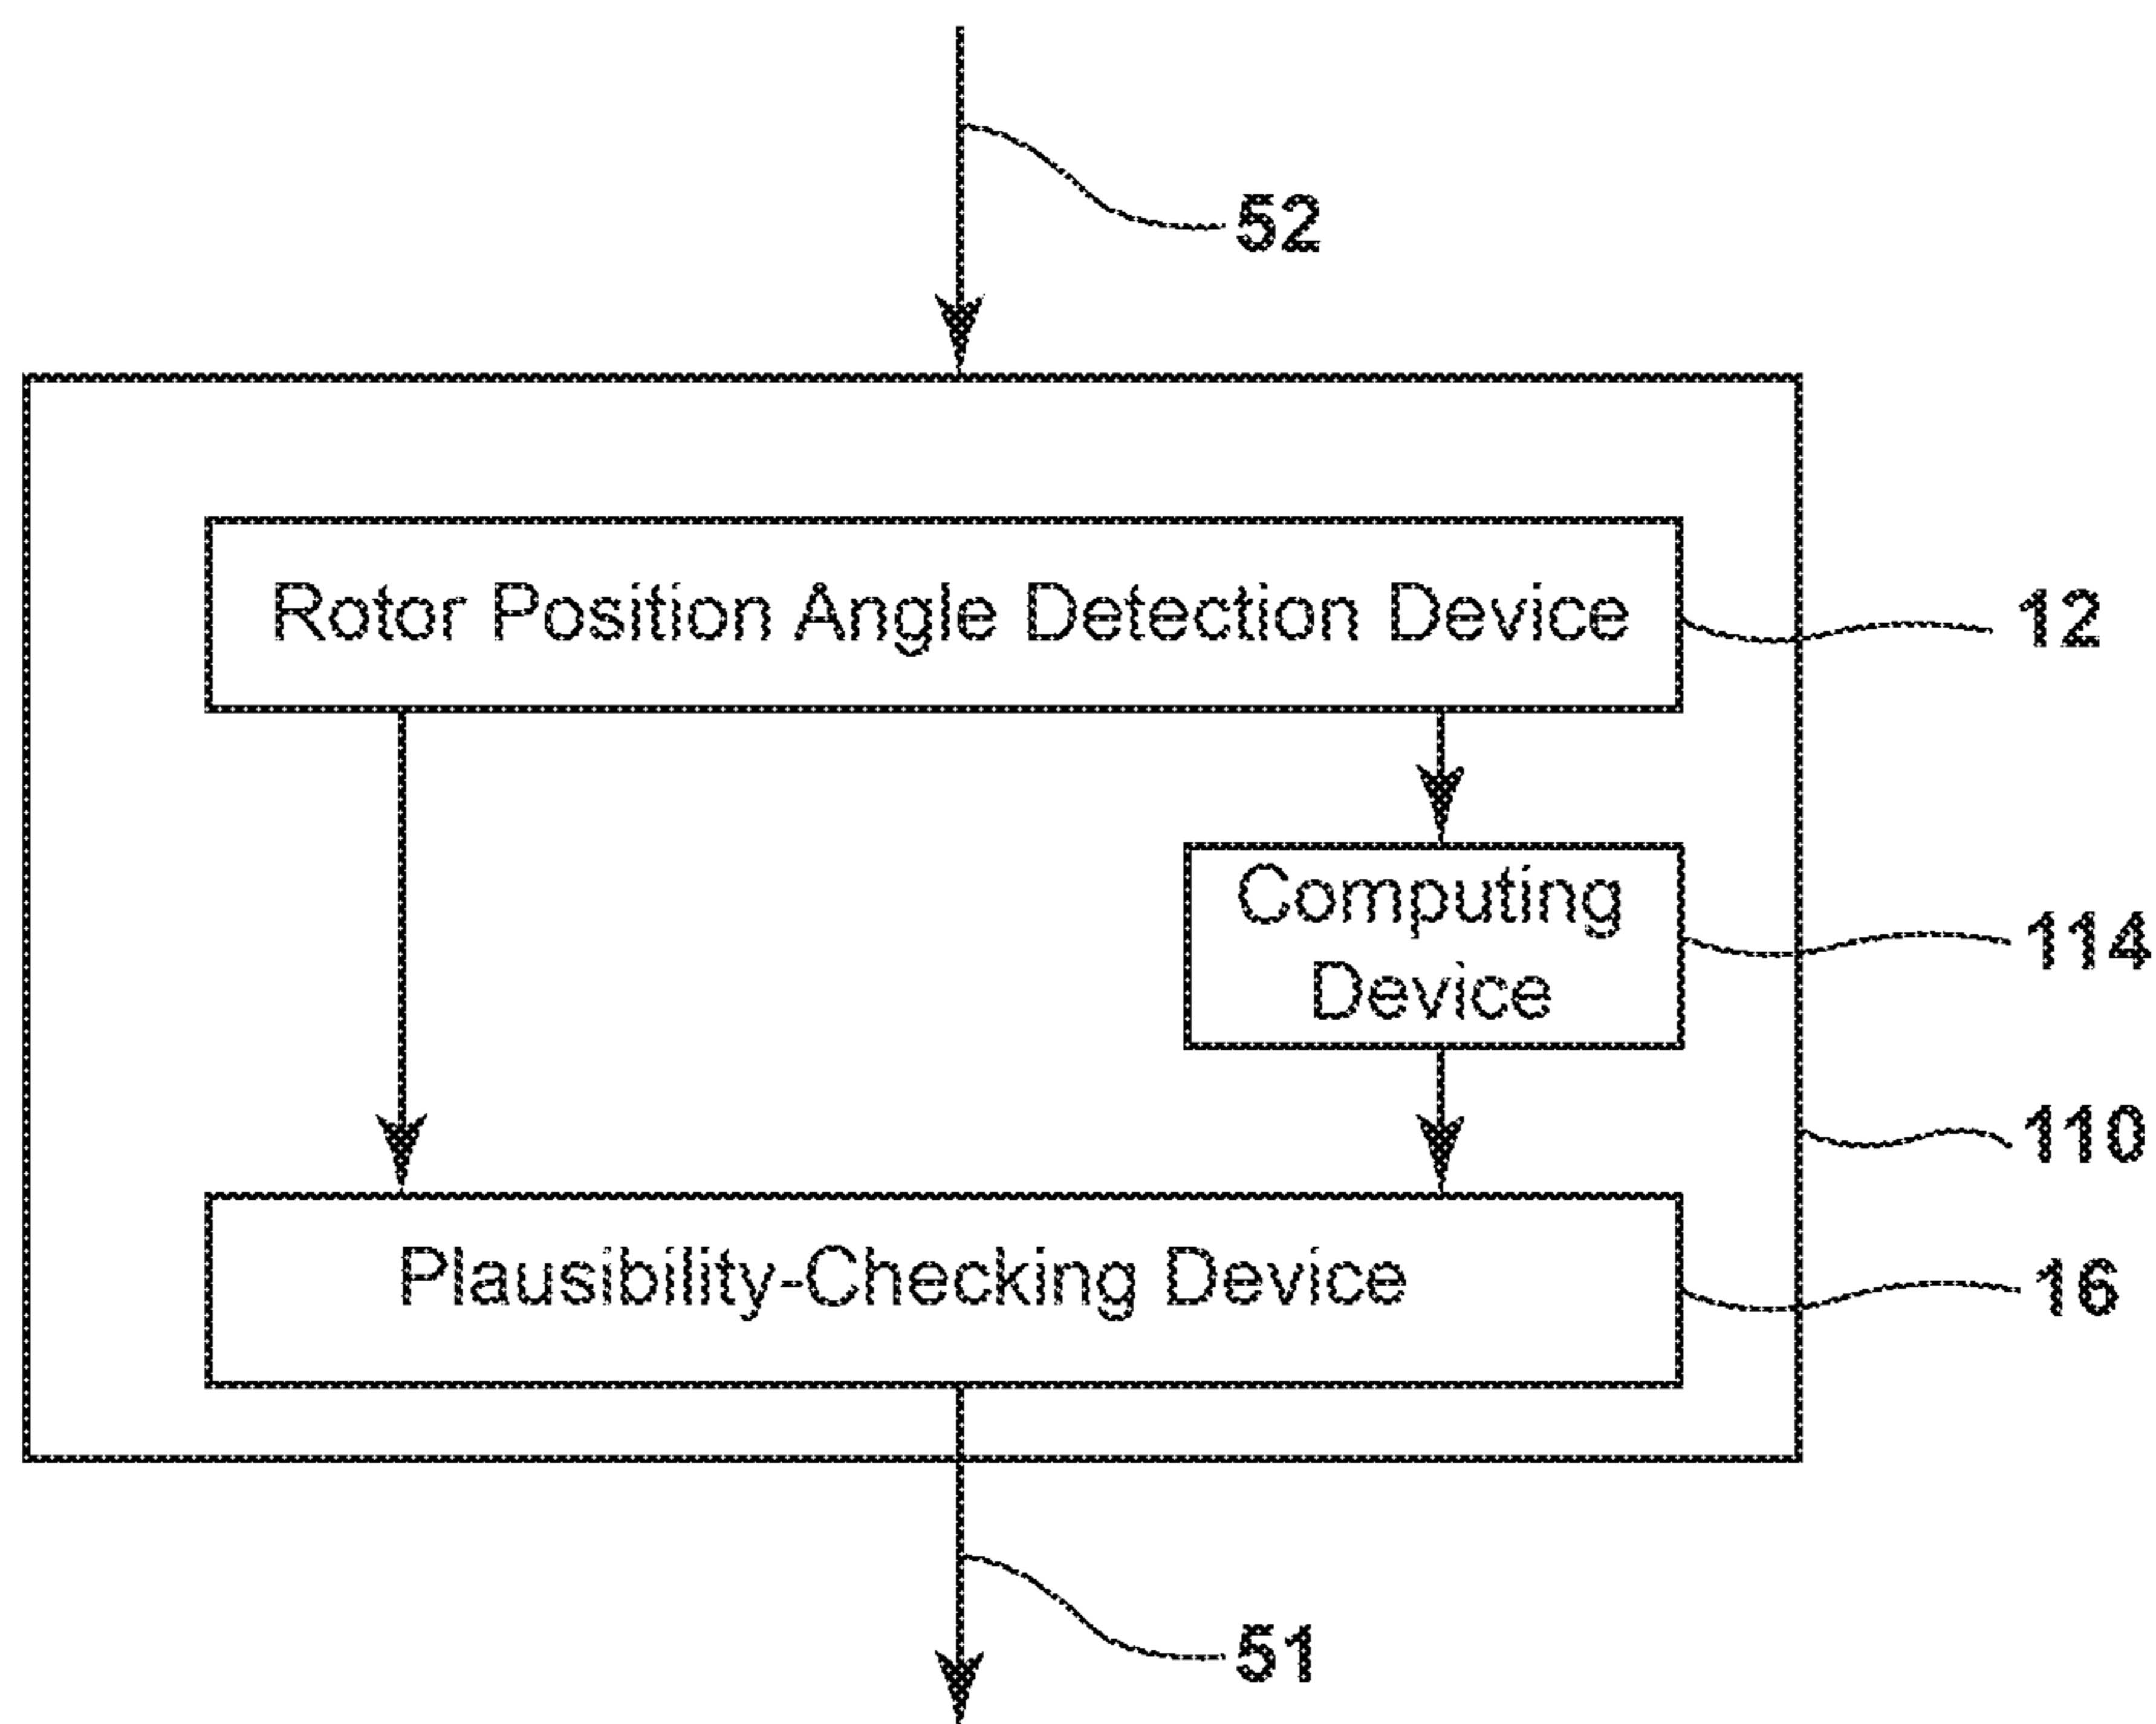 52
Rotor Position Angle Detection Device
12
Computing
Device
114
110
Plausibility-Checking Device
16
51